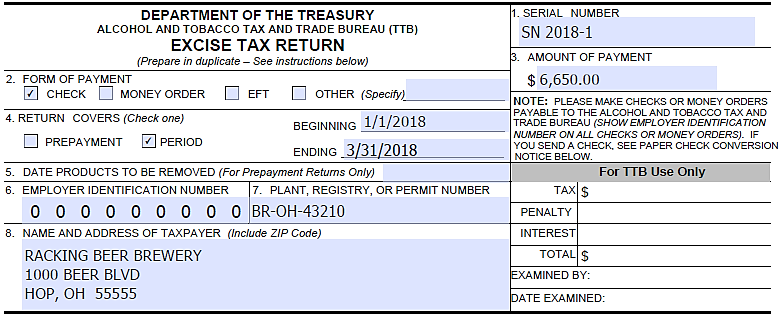 DEPARTMENT OF THE TREASURY
ALCOHOL AND TOBACCO TAX AND TRADE BUREAU (TTB)
EXCISE TAX RETURN
(Prepare in duplicate – See instructions below)
1. SERIAL NUMBER
SN 2018-1
2. FORM OF PAYMENT
✓ CHECK MONEY ORDER EFT OTHER (Specify)
3. AMOUNT OF PAYMENT
$ 6,650.00
4. RETURN COVERS (Check one)
PREPAYMENT ✓ PERIOD
BEGINNING 1/1/2018
ENDING 3/31/2018
NOTE: PLEASE MAKE CHECKS OR MONEY ORDERS
PAYABLE TO THE ALCOHOL AND TOBACCO TAX AND
TRADE BUREAU (SHOW EMPLOYER IDENTIFICATION
NUMBER ON ALL CHECKS OR MONEY ORDERS). IF
YOU SEND A CHECK, SEE PAPER CHECK CONVERSION
NOTICE BELOW.
5. DATE PRODUCTS TO BE REMOVED (For Prepayment Returns Only)
6. EMPLOYER IDENTIFICATION NUMBER
0 0 0 0 0 0 0 0 0
7. PLANT, REGISTRY, OR PERMIT NUMBER
BR-OH-43210
8. NAME AND ADDRESS OF TAXPAYER (Include ZIP Code)
RACKING BEER BREWERY
1000 BEER BLVD
HOP, OH 55555
For TTB Use Only
TAX $
PENALTY
INTEREST
TOTAL $
EXAMINED BY:
DATE EXAMINED: